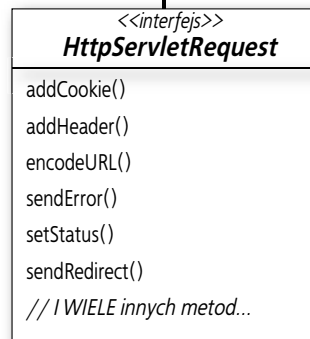 <<interfejs>>
HttpServletRequest
addCookie()
addHeader()
encodeURL()
sendError()
setStatus()
sendRedirect()
// I WIELE innych metod...